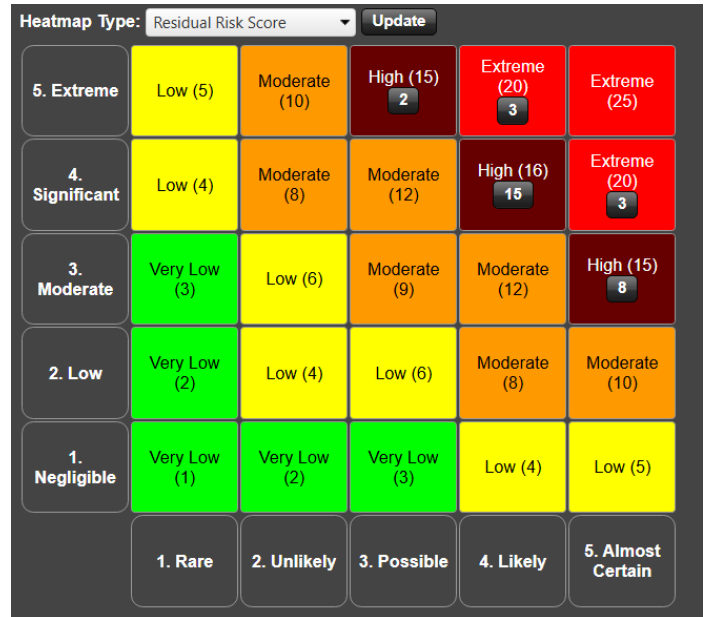 Heatmap Type: Residual Risk Score Update
5. Extreme
Low (5)
Moderate
(10)
High (15)
2
Extreme
(20)
3
Extreme
(25)
4.
Significant
Low (4)
Moderate
(8)
Moderate
(12)
High (16)
15
Extreme
(20)
3
3.
Moderate
Very Low
(3)
Low (6)
Moderate
(9)
Moderate
(12)
High (15)
8
2. Low
Very Low
(2)
Low (4)
Low (6)
Moderate
(8)
Moderate
(10)
1.
Negligible
Very Low
(1)
Very Low
(2)
Very Low
(3)
Low (4)
Low (5)
1. Rare
2. Unlikely
3. Possible
4. Likely
5. Almost
Certain